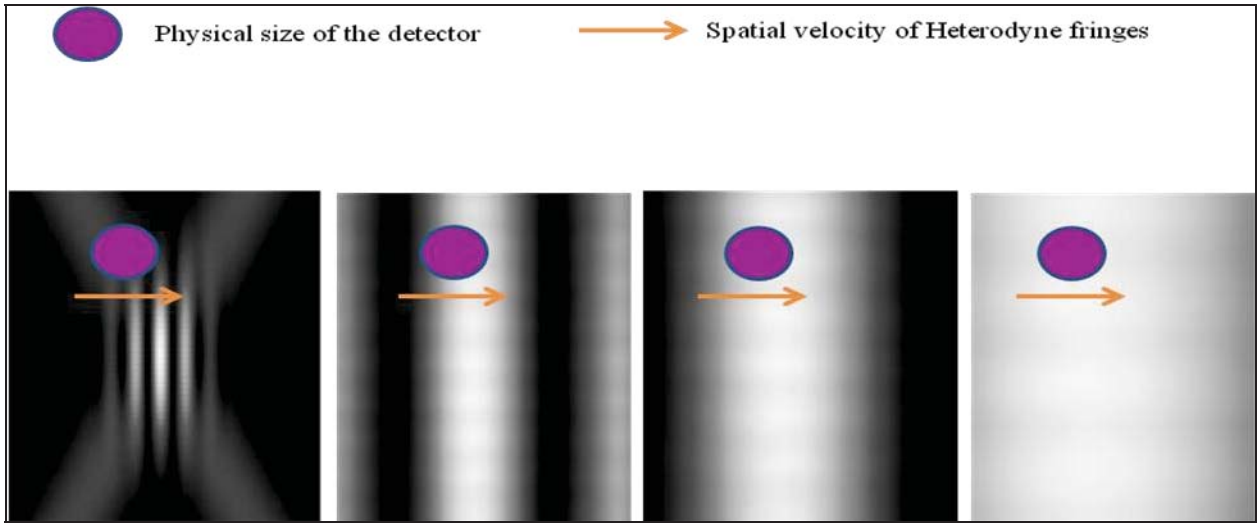 Physical size of the detector
Spatial velocity of Heterodyne fringes